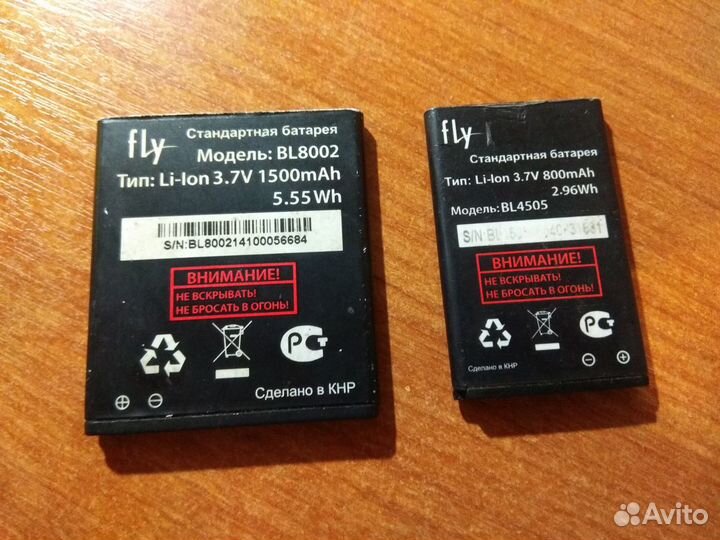 fly
Стандартная батарея
Модель: BL8002
Тип: Li-Ion 3.7V 1500mAh
5.55Wh
S/N:BL800214100056684
ВНИМАНИЕ!
НЕ ВСКРЫВАТЬ!
НЕ БРОСАТЬ В ОГОНЬ!
Сделано в КНР
fly
Стандартная батарея
Тип: Li-Ion 3.7V 800mAh
2.96Wh
Модель:BL4505
S/N:BL
ВНИМАНИЕ!
НЕ ВСКРЫВАТЬ!
НЕ БРОСАТЬ В ОГОНЬ!
Сделано в КНР
Avito